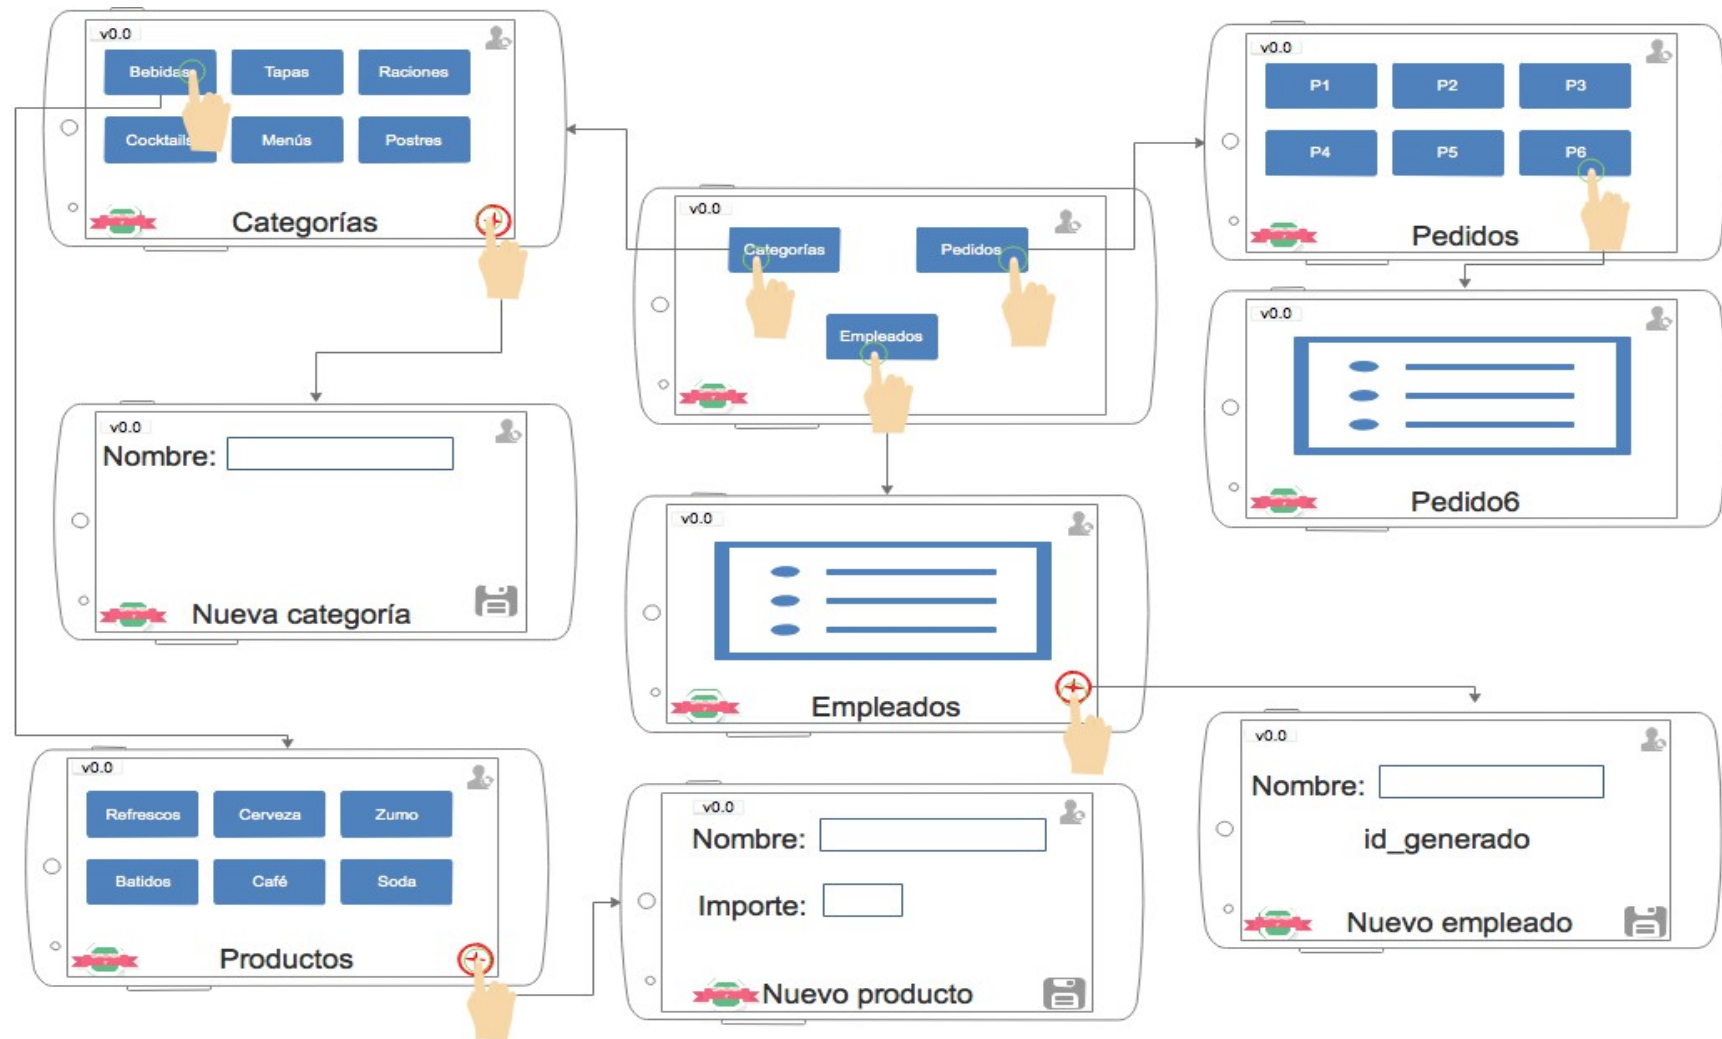 v0.0
Bebidas Tapas Raciones
Cocktails Menús Postres
Categorías
v0.0
Categorías Pedidos
Empleados
v0.0
P1 P2 P3
P4 P5 P6
Pedidos
v0.0
Pedido6
v0.0
Nombre:
Nueva categoría
v0.0
Empleados
v0.0
Nombre:
id_generado
Nuevo empleado
v0.0
Refrescos Cerveza Zumo
Batidos Café Soda
Productos
v0.0
Nombre:
Importe:
Nuevo producto